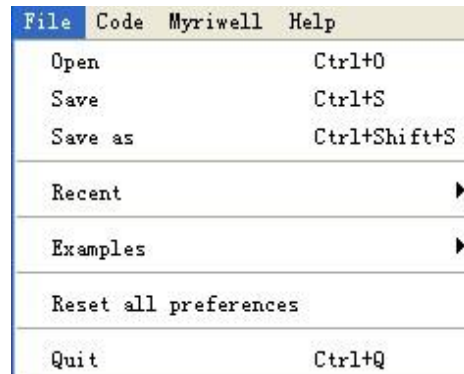 File Code Myriwell Help
Open Ctrl+O
Save Ctrl+S
Save as Ctrl+Shift+S
Recent
Examples
Reset all preferences
Quit Ctrl+Q